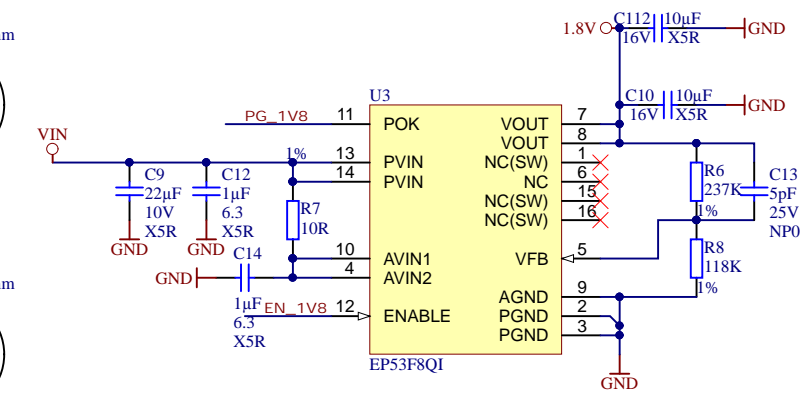 m
m
VIN
GND
C9
22µF
10V
X5R
GND
C12
1µF
6.3
X5R
1%
R7
10R
GND
C14
1µF
6.3
X5R
PG_1V8
EN_1V8
U3
11
POK
13
PVIN
14
PVIN
10
AVIN1
4
AVIN2
12
ENABLE
VOUT
7
VOUT
8
NC(SW)
1
NC
6
NC(SW)
15
NC(SW)
16
VFB
5
AGND
9
PGND
2
PGND
3
EP53F8QI
1.8V
C112
10µF
16V
X5R
GND
C10
10µF
16V
X5R
GND
R6
237K
1%
C13
5pF
25V
NP0
R8
118K
1%
GND